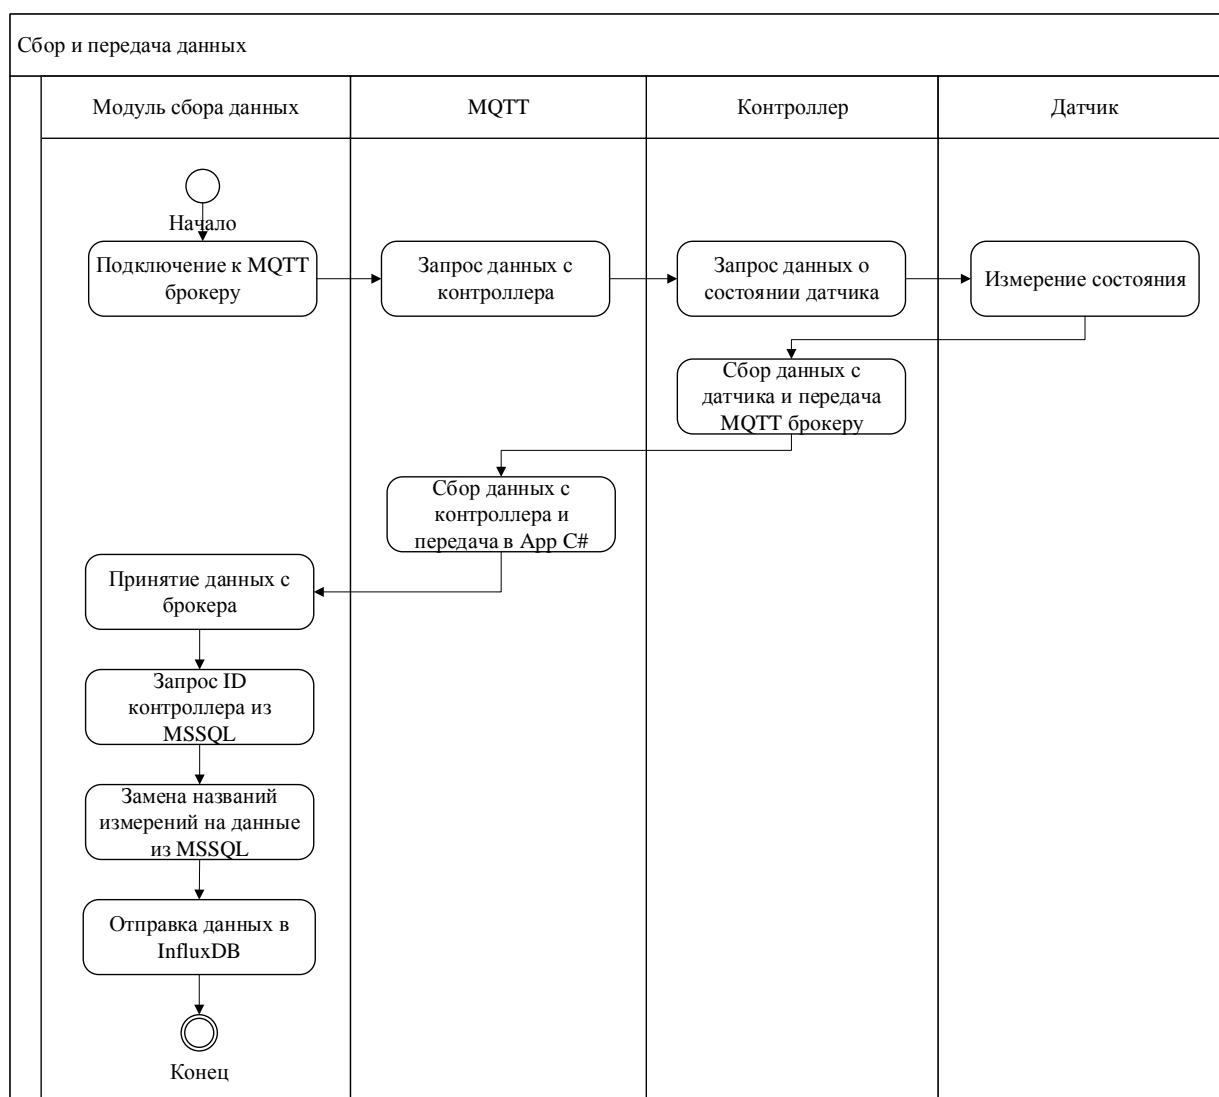 Сбор и передача данных
Модуль сбора данных
MQTT
Контроллер
Датчик
Начало
Подключение к MQTT
брокеру
Запрос данных с
контроллера
Запрос данных о
состоянии датчика
Измерение состояния
Сбор данных с
датчика и передача
MQTT брокеру
Сбор данных с
контроллера и
передача в App C#
Принятие данных с
брокера
Запрос ID
контроллера из
MSSQL
Замена названий
измерений на данные
из MSSQL
Отправка данных в
InfluxDB
Конец